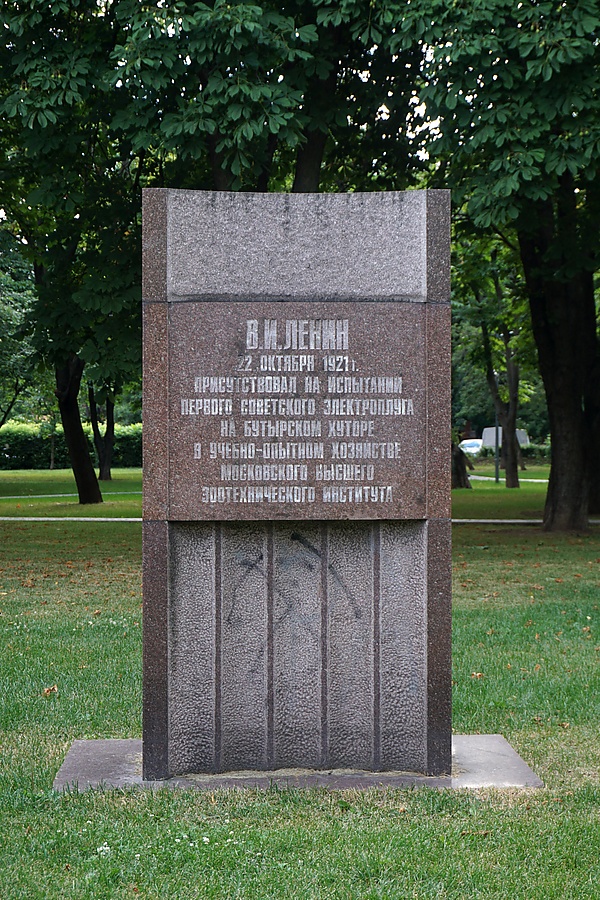 В.И.ЛЕНИН
22 ОКТЯБРЯ 1921г
ПРИСУТСТВОВАЛ НА ИСПЫТАНИИ
ПЕРВОГО СОВЕТСКОГО ЭЛЕКТРОПЛУГА
НА БУТЫРСКОМ ХУТОРЕ
В УЧЕБНО-ОПЫТНОМ ХОЗЯЙСТВЕ
МОСКОВСКОГО ВЫСШЕГО
ЗООТЕХНИЧЕСКОГО ИНСТИТУТА